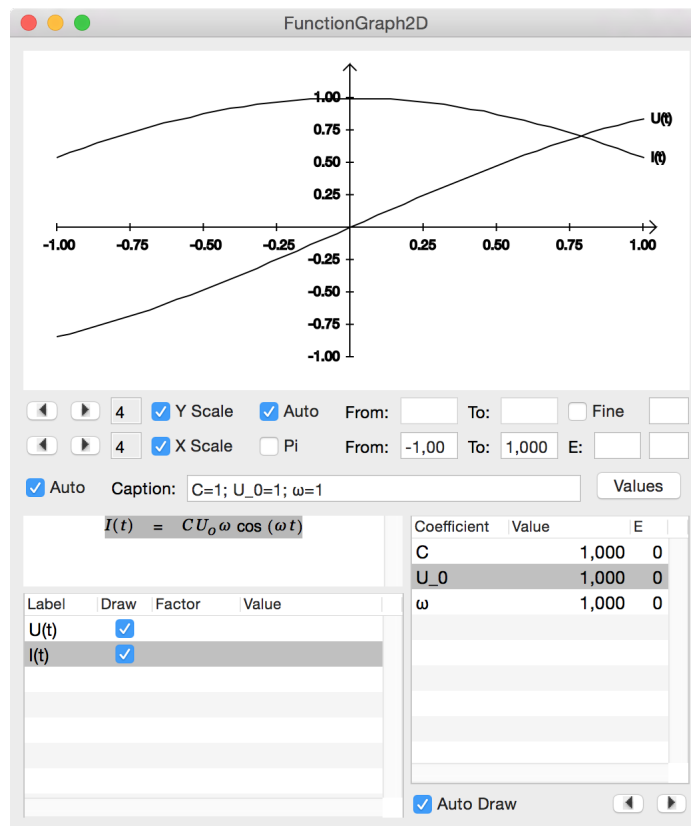 FunctionGraph2D
1.00
0.75
0.50
0.25
-0.25
-0.50
-0.75
-1.00
-1.00 -0.75 -0.50 -0.25 0.25 0.50 0.75 1.00
U(t)
I(t)
4 Y Scale Auto From: To: Fine
4 X Scale Pi From: -1,00 To: 1,000 E:
Auto Caption: C=1; U_0=1; ω=1 Values
I(t) = CU₀ω cos (ωt)
Label Draw Factor Value
U(t)
I(t)
Coefficient Value E
C 1,000 0
U_0 1,000 0
ω 1,000 0
Auto Draw